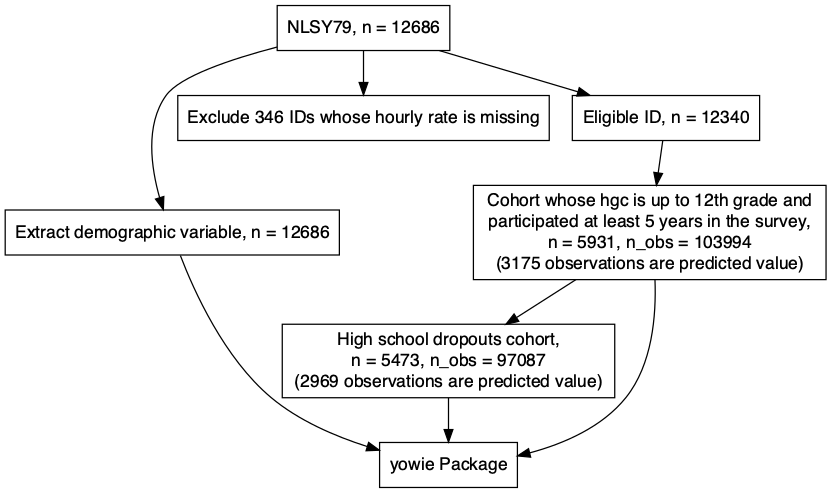 NLSY79, n = 12686
Exclude 346 IDs whose hourly rate is missing
Eligible ID, n = 12340
Extract demographic variable, n = 12686
Cohort whose hgc is up to 12th grade and
participated at least 5 years in the survey,
n = 5931, n_obs = 103994
(3175 observations are predicted value)
High school dropouts cohort,
n = 5473, n_obs = 97087
(2969 observations are predicted value)
yowie Package